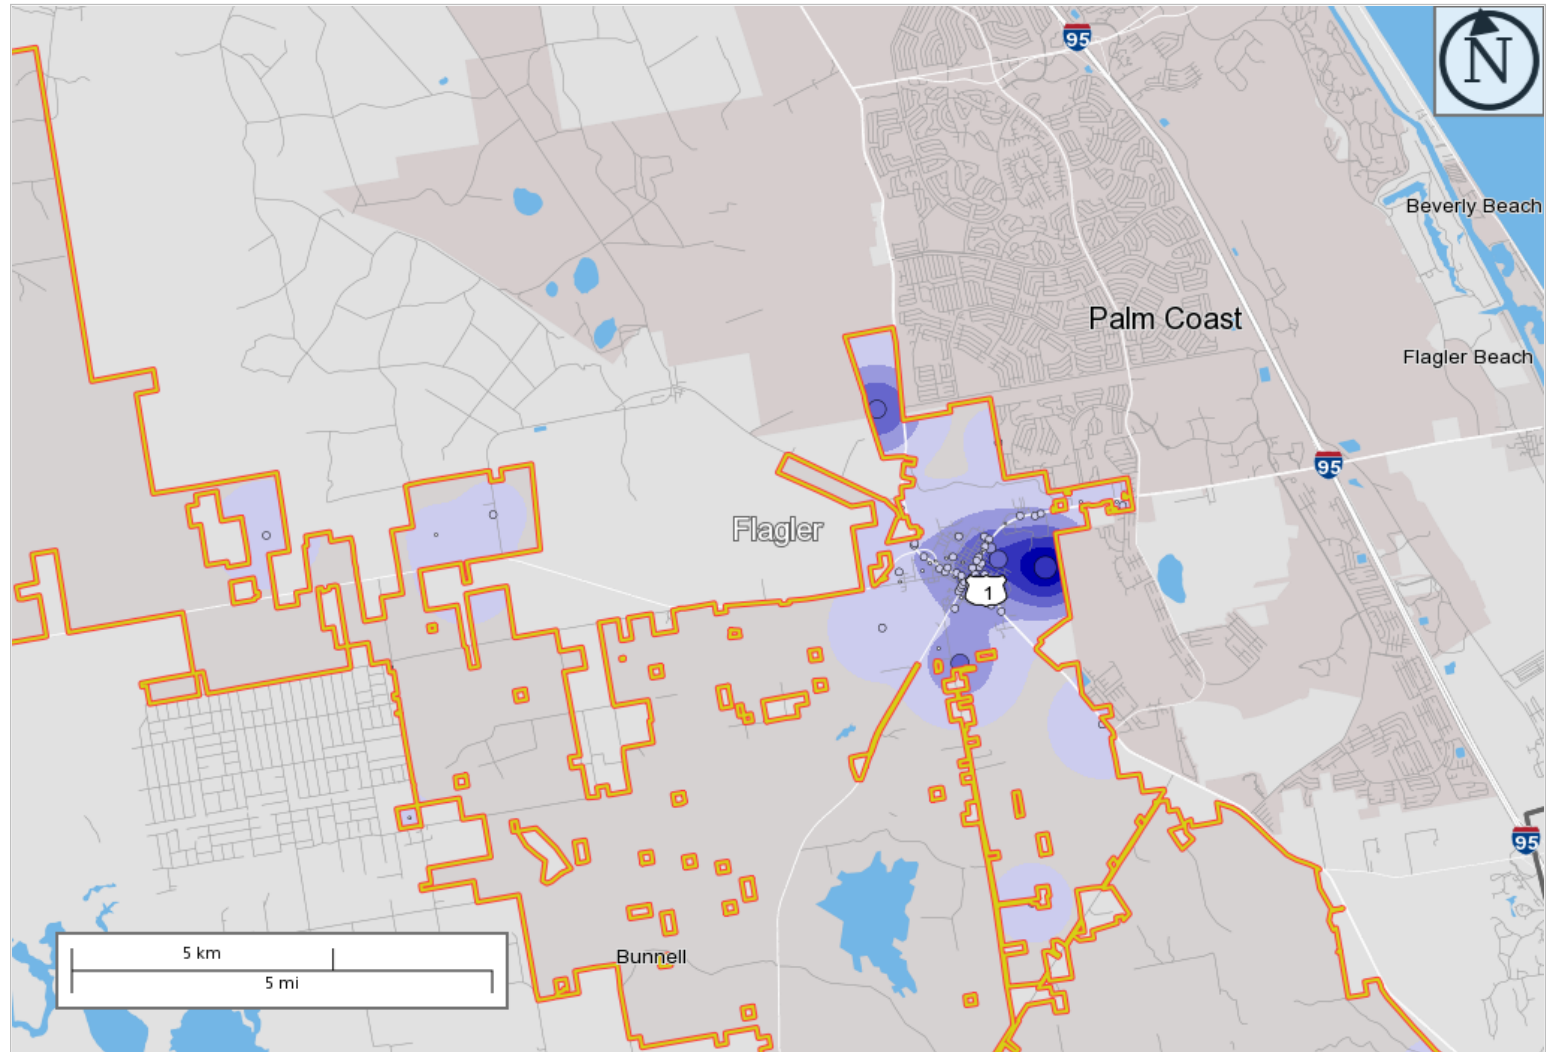 95
N
Beverly Beach
Palm Coast
Flagler Beach
95
Flagler
1
95
5 km
Bunnell
5 mi